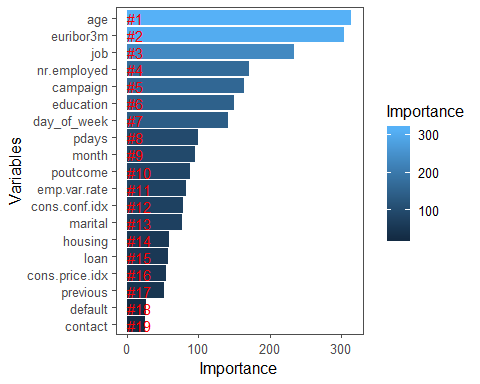 age #1
euribor3m #2
job #3
nr.employed #4
campaign #5
education #6
day_of_week #7
pdays #8
month #9
poutcome #10
emp.var.rate #11
cons.conf.idx #12
marital #13
housing #14
loan #15
cons.price.idx #16
previous #17
default #18
contact #19
Variables
0 100 200 300
Importance
Importance
300
200
100